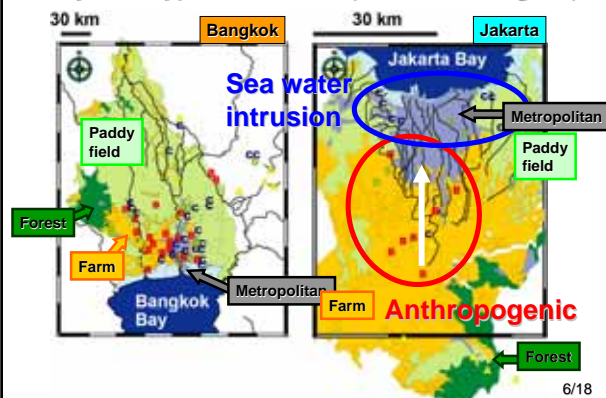 30 km
Bangkok
30 km
Jakarta
Jakarta Bay
Sea water
intrusion
Metropolitan
Paddy
field
Paddy
field
Forest
Farm
Metropolitan
Bangkok
Bay
Farm
Anthropogenic
Forest
6/18